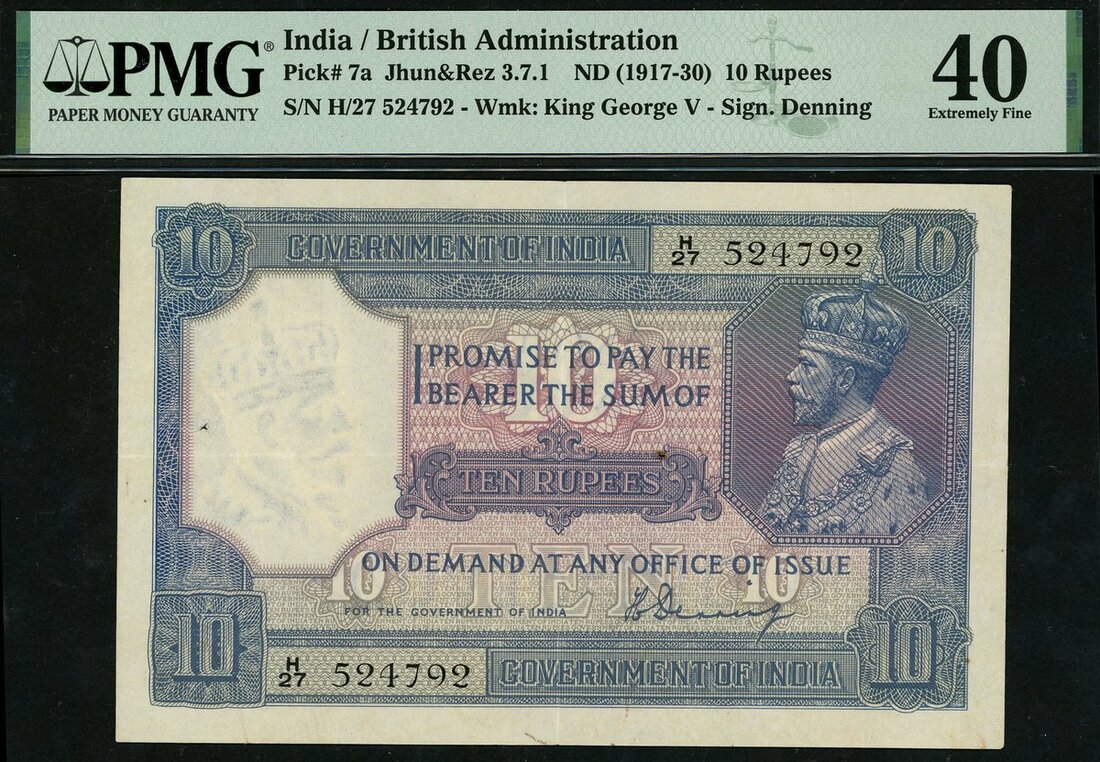 PMG®
PAPER MONEY GUARANTY
India / British Administration
Pick# 7a Jhun&Rez 3.7.1 ND (1917-30) 10 Rupees
S/N H/27 524792 - Wmk: King George V - Sign. Denning
40
Extremely Fine
10
GOVERNMENT OF INDIA
H/27 524792
10
10
I PROMISE TO PAY THE
BEARER THE SUM OF
TEN RUPEES
ON DEMAND AT ANY OFFICE OF ISSUE
10 TEN 10
FOR THE GOVERNMENT OF INDIA
H Denning
10
H/27 524792
GOVERNMENT OF INDIA
10